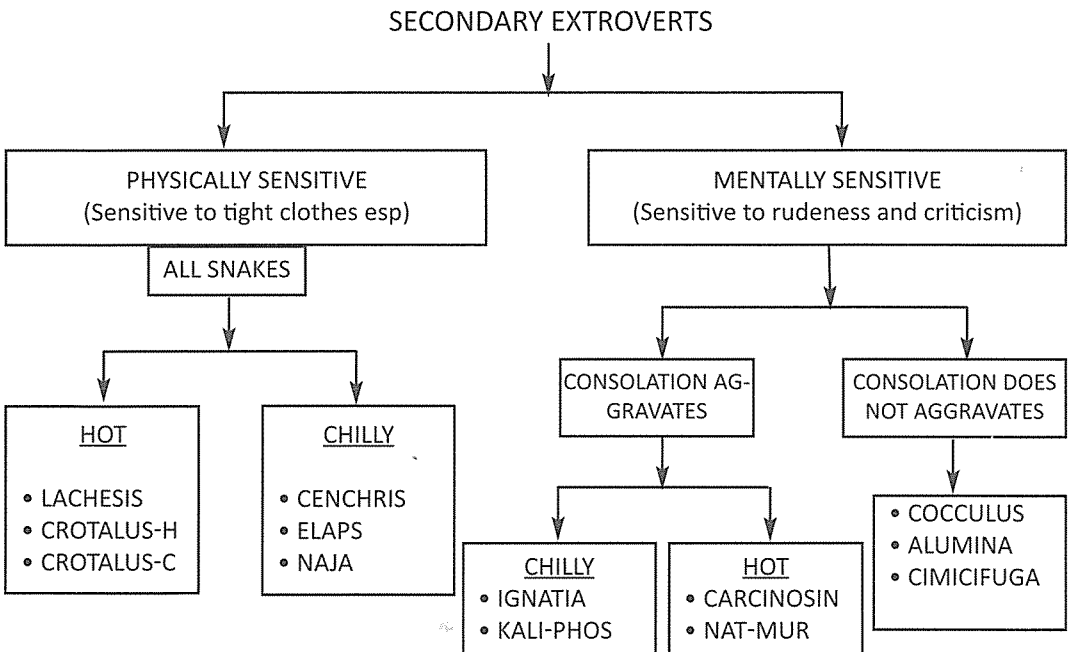 SECONDARY EXTROVERTS
PHYSICALLY SENSITIVE
(Sensitive to tight clothes esp)
ALL SNAKES
HOT
• LACHESIS
• CROTALUS-H
• CROTALUS-C
CHILLY
• CENCHRIS
• ELAPS
• NAJA
MENTALLY SENSITIVE
(Sensitive to rudeness and criticism)
CONSOLATION AG-
GRAVATES
CHILLY
• IGNATIA
• KALI-PHOS
HOT
• CARCINOSIN
• NAT-MUR
CONSOLATION DOES
NOT AGGRAVATES
• COCCULUS
• ALUMINA
• CIMICIFUGA